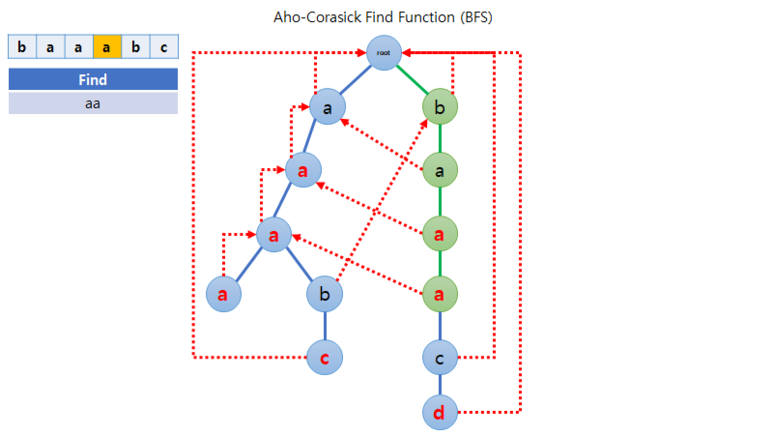 Aho-Corasick Find Function (BFS)
b a a a b c
Find
aa
root
a b
a a
a a
a b a
c c
d